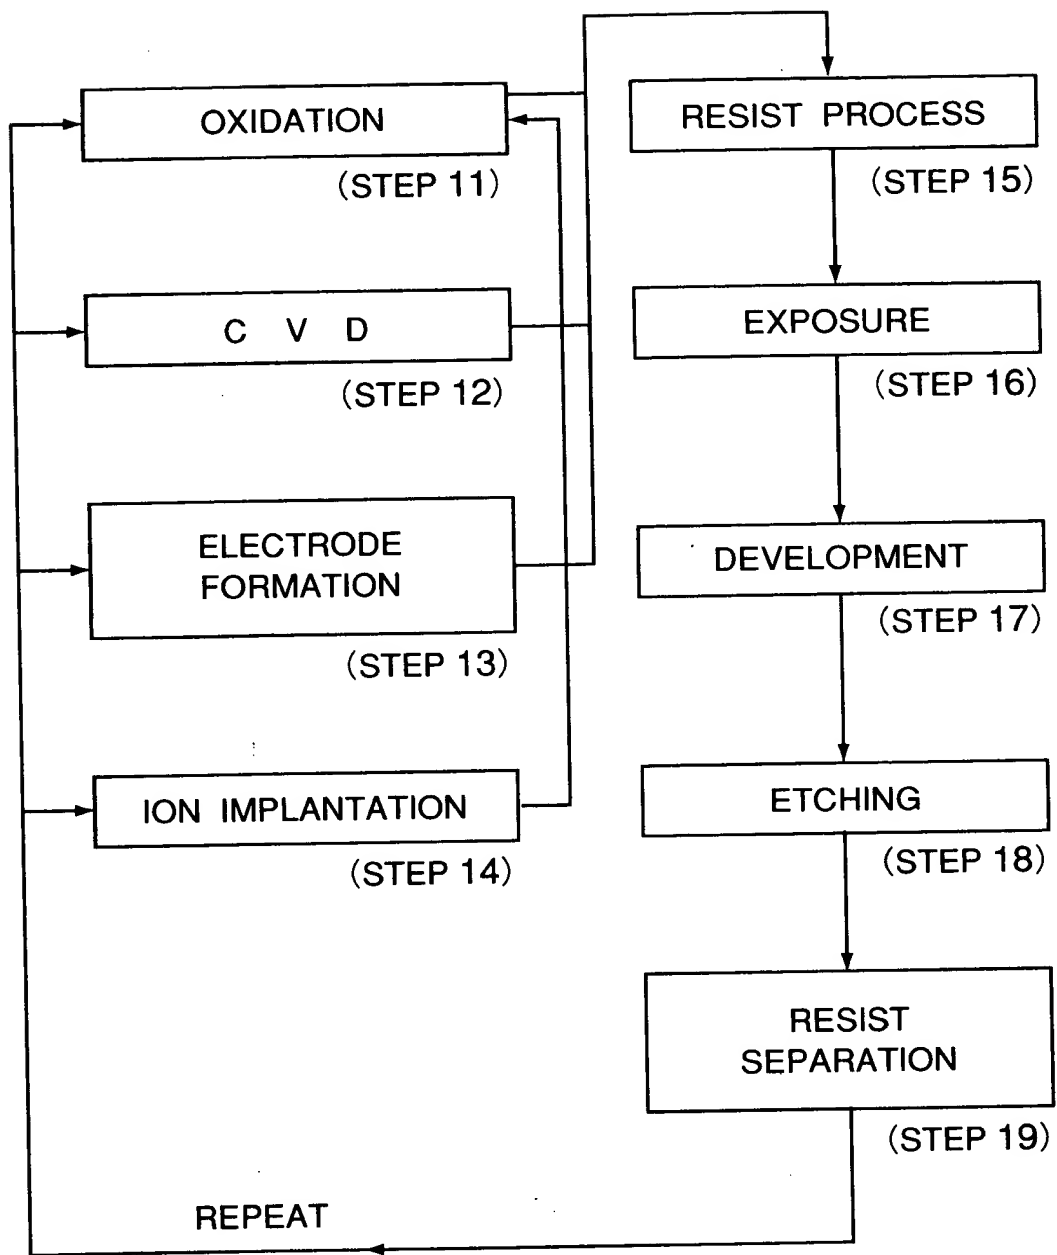 OXIDATION
(STEP 11)
C V D
(STEP 12)
ELECTRODE
FORMATION
(STEP 13)
ION IMPLANTATION
(STEP 14)
RESIST PROCESS
(STEP 15)
EXPOSURE
(STEP 16)
DEVELOPMENT
(STEP 17)
ETCHING
(STEP 18)
RESIST
SEPARATION
(STEP 19)
REPEAT